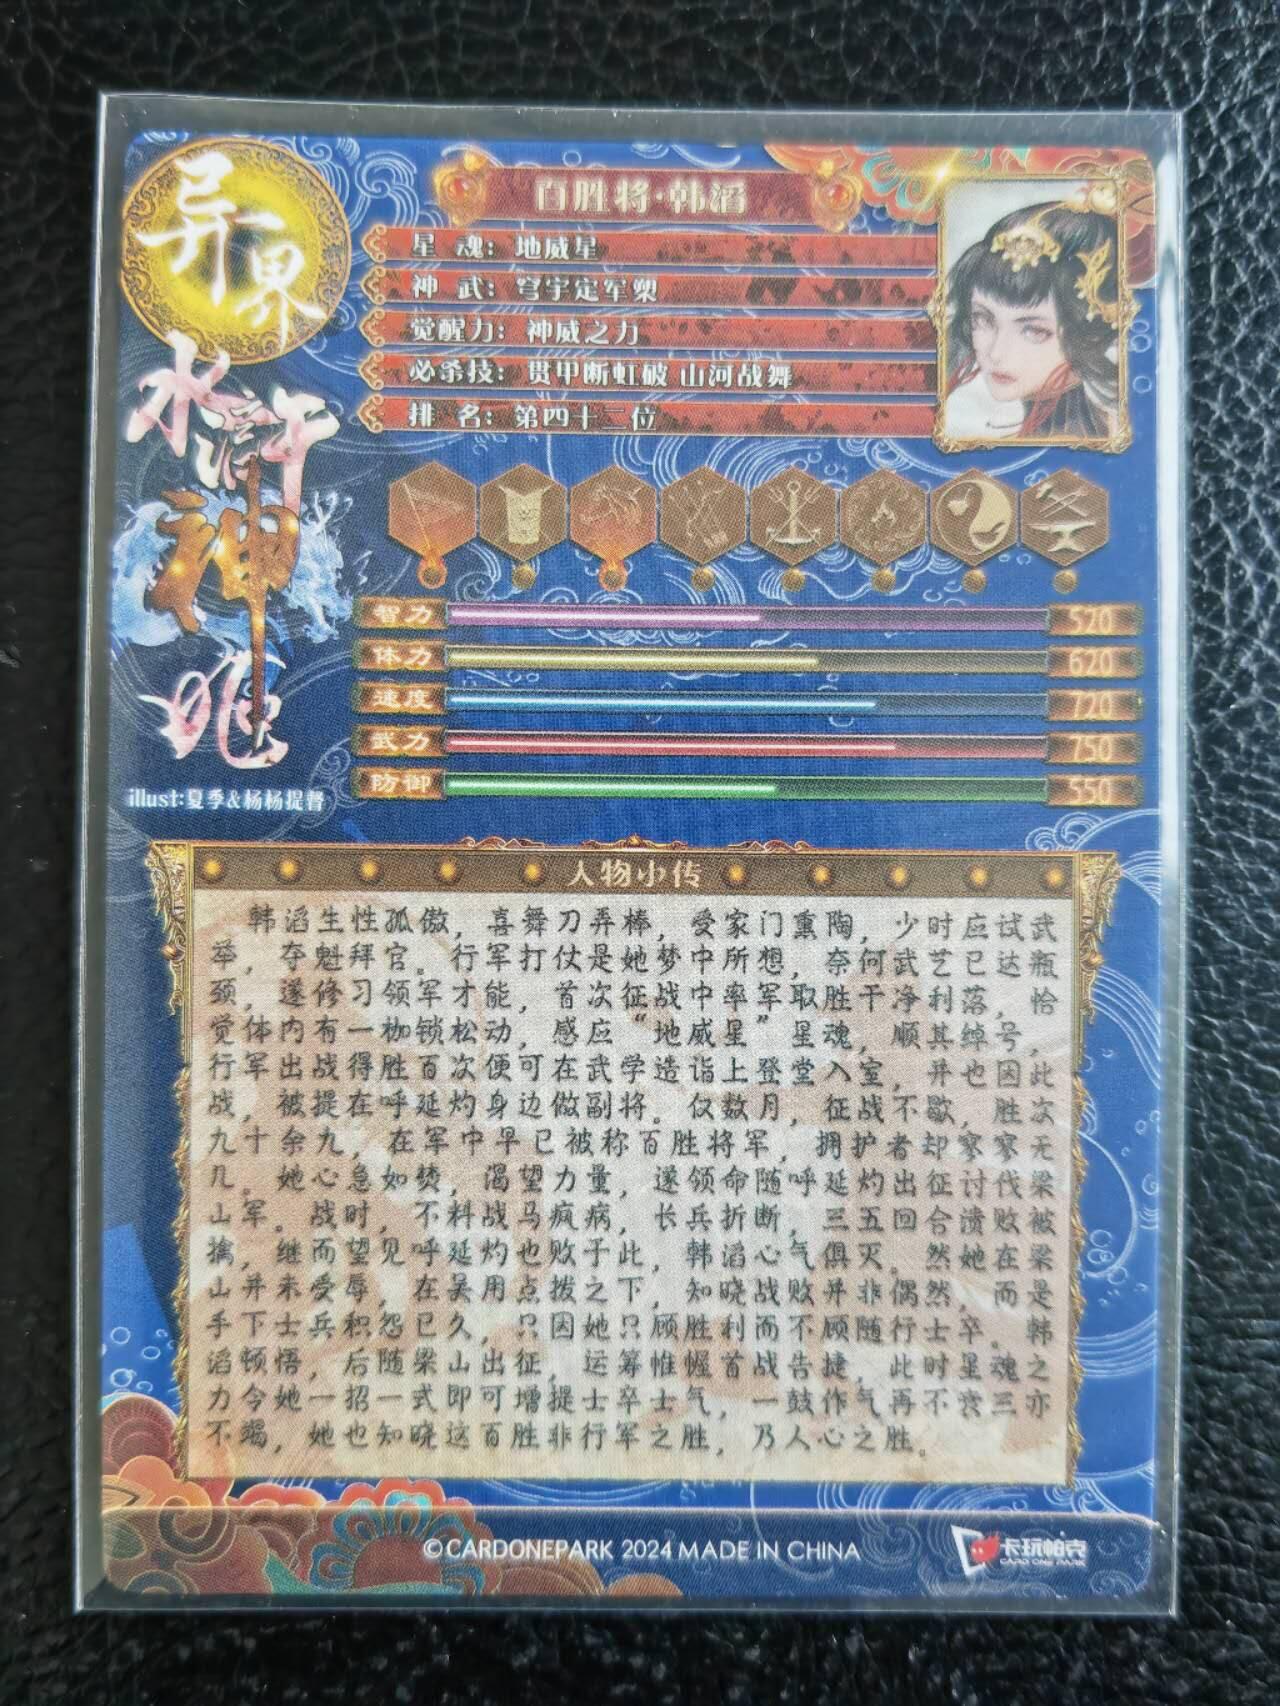 异界
水浒
神
姬
illust:夏季&杨杨提督
百胜将·韩滔
星 魂：地威星
神 武：穹宇定军槊
觉醒力：神威之力
必杀技：贯甲断虹破 山河战舞
排 名：第四十二位
智力 520
体力 620
速度 720
武力 750
防御 550
人物小传
韩滔生性孤傲，喜舞刀弄棒，受家门熏陶，少时应试武
举，夺魁拜官。行军打仗是她梦中所想，奈何武艺已达瓶
颈，遂修习领军才能，首次征战中率军取胜干净利落，恰
觉体内有一枷锁松动，感应“地威星”星魂，顺其绰号，
行军出战得胜百次便可在武学造诣上登堂入室，并也因此
战，被提在呼延灼身边做副将。仅数月，征战不歇，胜次
九十余九，在军中早已被称百胜将军，拥护者却寥寥无
几。她心急如焚，渴望力量，遂领命随呼延灼出征讨伐梁
山军。战时，不料战马疯病，长兵折断，三五回合溃败被
擒，继而望见呼延灼也败于此，韩滔心气俱灭。然她在梁
山并未受辱，在吴用点拨之下，知晓战败并非偶然，而是
手下士兵积怨已久，只因她只顾胜利而不顾随行士卒。韩
滔顿悟，后随梁山出征，运筹帷幄首战告捷，此时星魂之
力令她一招一式即可增提士卒士气，一鼓作气再不丧三亦
不竭，她也知晓这百胜非行军之胜，乃人心之胜。
©CARDONEPARK 2024 MADE IN CHINA
卡玩帕克
CARD ONE PARK